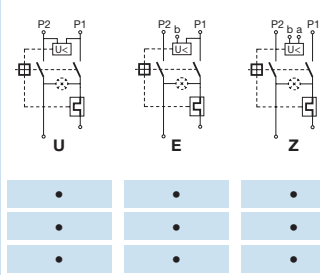 P2 P1 P2 b P1 P2 b a P1
U< U< U<
U E Z
• • •
• • •
• • •